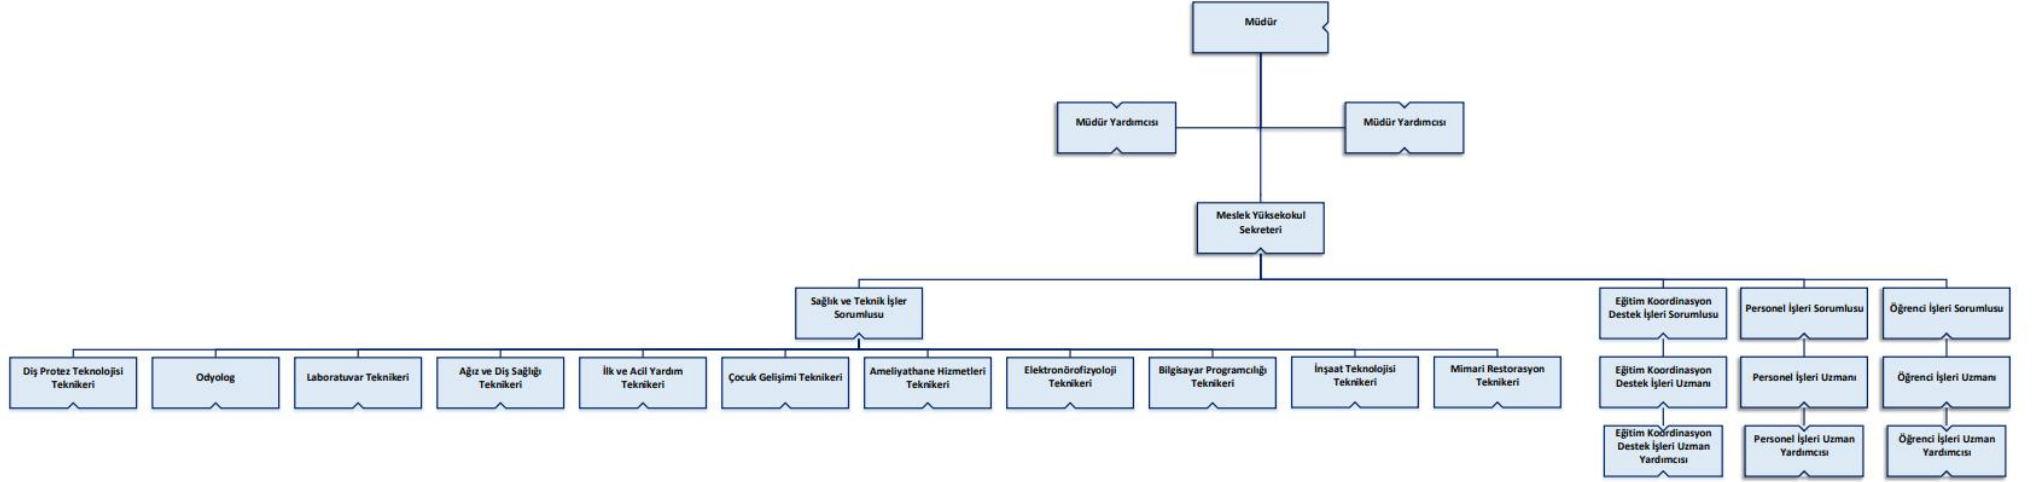 Müdür
Müdür Yardımcısı
Müdür Yardımcısı
Meslek Yüksekokul
Sekreteri
Sağlık ve Teknik İşler
Sorumlusu
Eğitim Koordinasyon
Destek İşleri Sorumlusu
Personel İşleri Sorumlusu
Öğrenci İşleri Sorumlusu
Diş Protez Teknolojisi
Teknikeri
Odyolog
Laboratuvar Teknikeri
Ağız ve Diş Sağlığı
Teknikeri
İlk ve Acil Yardım
Teknikeri
Çocuk Gelişimi Teknikeri
Ameliyathane Hizmetleri
Teknikeri
Elektronörofizyoloji
Teknikeri
Bilgisayar Programcılığı
Teknikeri
İnşaat Teknolojisi
Teknikeri
Mimari Restorasyon
Teknikeri
Eğitim Koordinasyon
Destek İşleri Uzmanı
Personel İşleri Uzmanı
Öğrenci İşleri Uzmanı
Eğitim Koordinasyon
Destek İşleri Uzman
Yardımcısı
Personel İşleri Uzman
Yardımcısı
Öğrenci İşleri Uzman
Yardımcısı